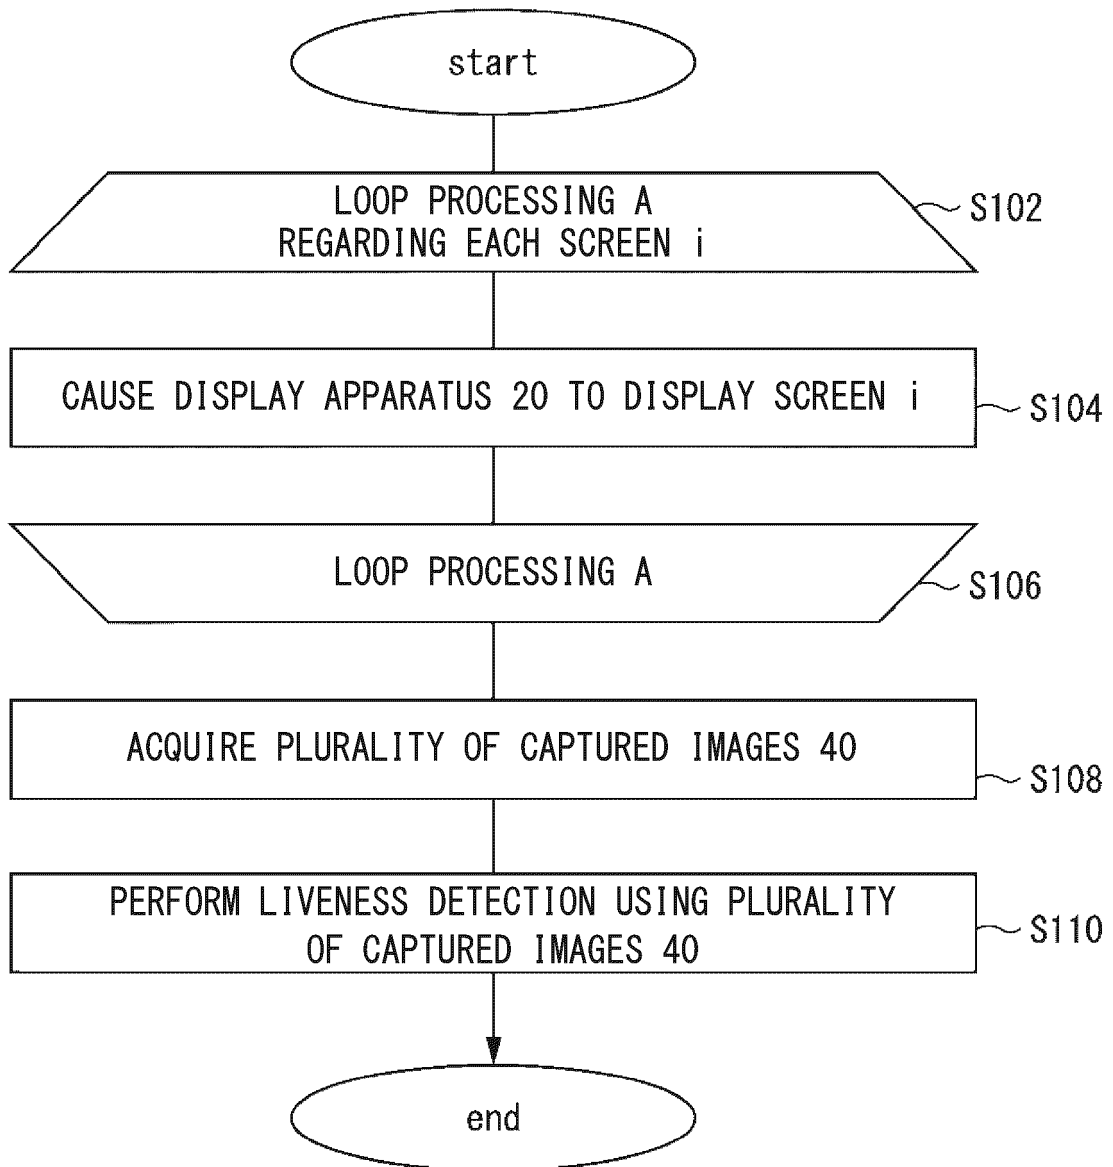 start
LOOP PROCESSING A
REGARDING EACH SCREEN i
S102
CAUSE DISPLAY APPARATUS 20 TO DISPLAY SCREEN i
S104
LOOP PROCESSING A
S106
ACQUIRE PLURALITY OF CAPTURED IMAGES 40
S108
PERFORM LIVENESS DETECTION USING PLURALITY
OF CAPTURED IMAGES 40
S110
end